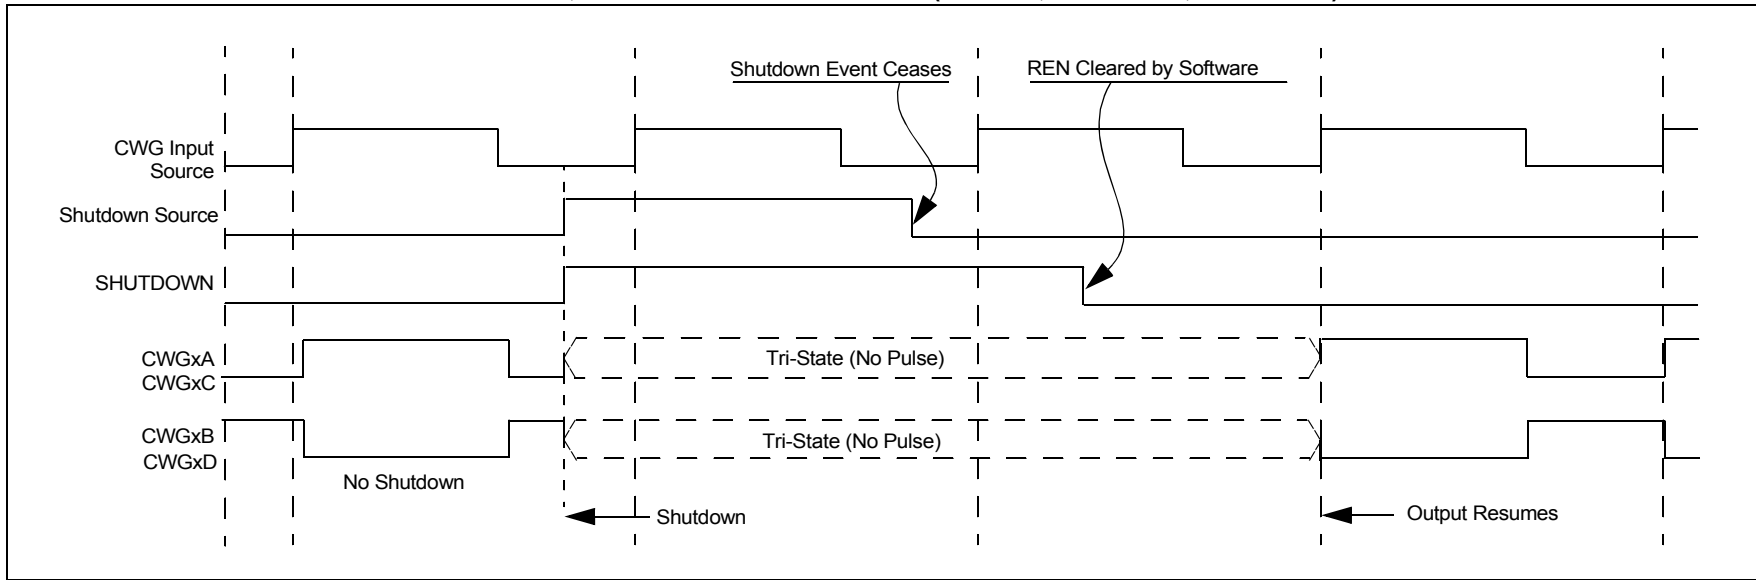 Shutdown Event Ceases
REN Cleared by Software
CWG Input
Source
Shutdown Source
SHUTDOWN
CWGxA
CWGxC
Tri-State (No Pulse)
CWGxB
CWGxD
Tri-State (No Pulse)
No Shutdown
Shutdown
Output Resumes